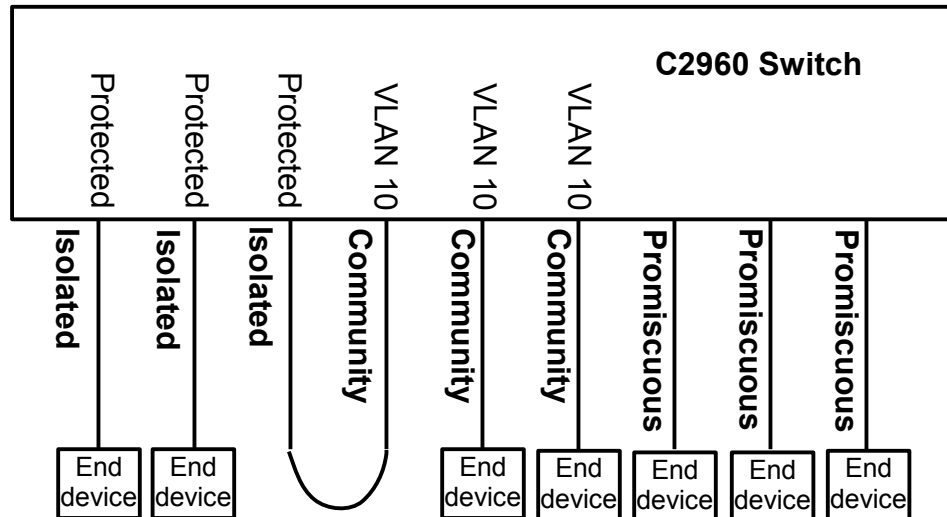 C2960 Switch
Protected
Protected
Protected
VLAN 10
VLAN 10
VLAN 10
Isolated
Isolated
Isolated
Community
Community
Community
Promiscuous
Promiscuous
Promiscuous
End
device
End
device
End
device
End
device
End
device
End
device
End
device